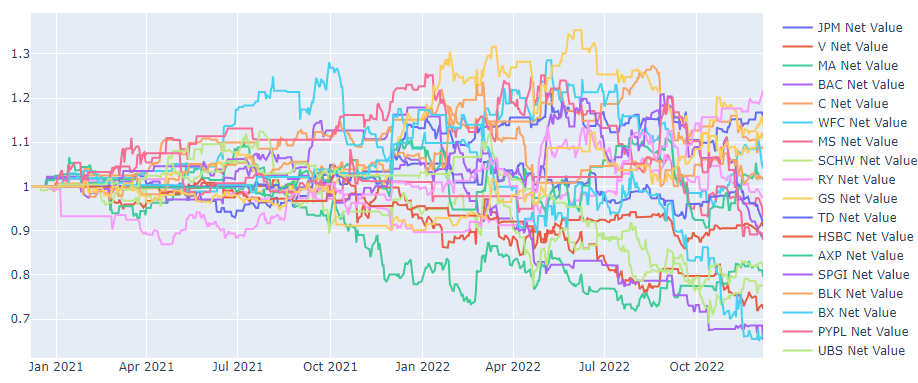 1.3
1.2
1.1
1
0.9
0.8
0.7
Jan 2021 Apr 2021 Jul 2021 Oct 2021 Jan 2022 Apr 2022 Jul 2022 Oct 2022
JPM Net Value
V Net Value
MA Net Value
BAC Net Value
C Net Value
WFC Net Value
MS Net Value
SCHW Net Value
RY Net Value
GS Net Value
TD Net Value
HSBC Net Value
AXP Net Value
SPGI Net Value
BLK Net Value
BX Net Value
PYPL Net Value
UBS Net Value